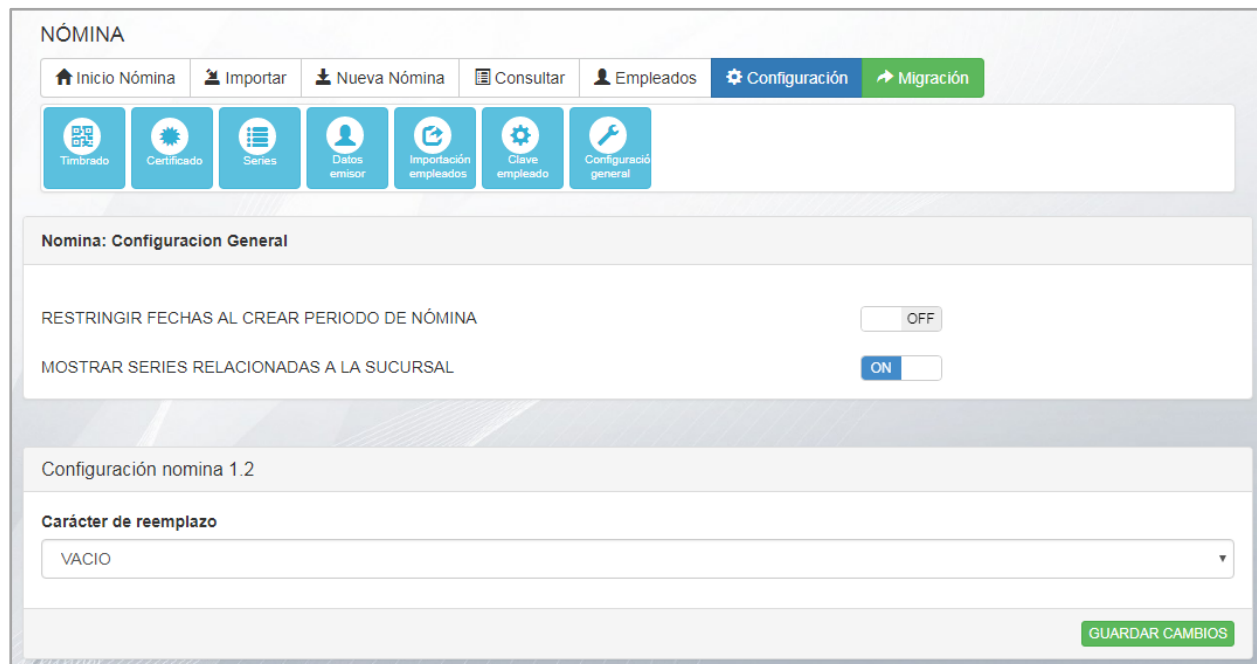 NÓMINA
Inicio Nómina Importar Nueva Nómina Consultar Empleados Configuración Migración
Timbrado Certificado Series Datos emisor Importación empleados Clave empleado Configuració general
Nomina: Configuracion General
RESTRINGIR FECHAS AL CREAR PERIODO DE NÓMINA OFF
MOSTRAR SERIES RELACIONADAS A LA SUCURSAL ON
Configuración nomina 1.2
Carácter de reemplazo
VACIO
GUARDAR CAMBIOS